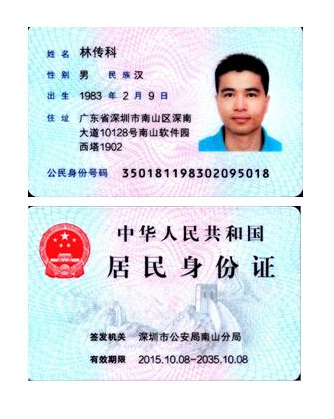 姓名 林传科
性别 男 民族 汉
出生 1983 年 2 月 9 日
住址 广东省深圳市南山区深南
大道10128号南山软件园
西塔1902
公民身份号码 350181198302095018
中华人民共和国
居民身份证
签发机关 深圳市公安局南山分局
有效期限 2015.10.08-2035.10.08